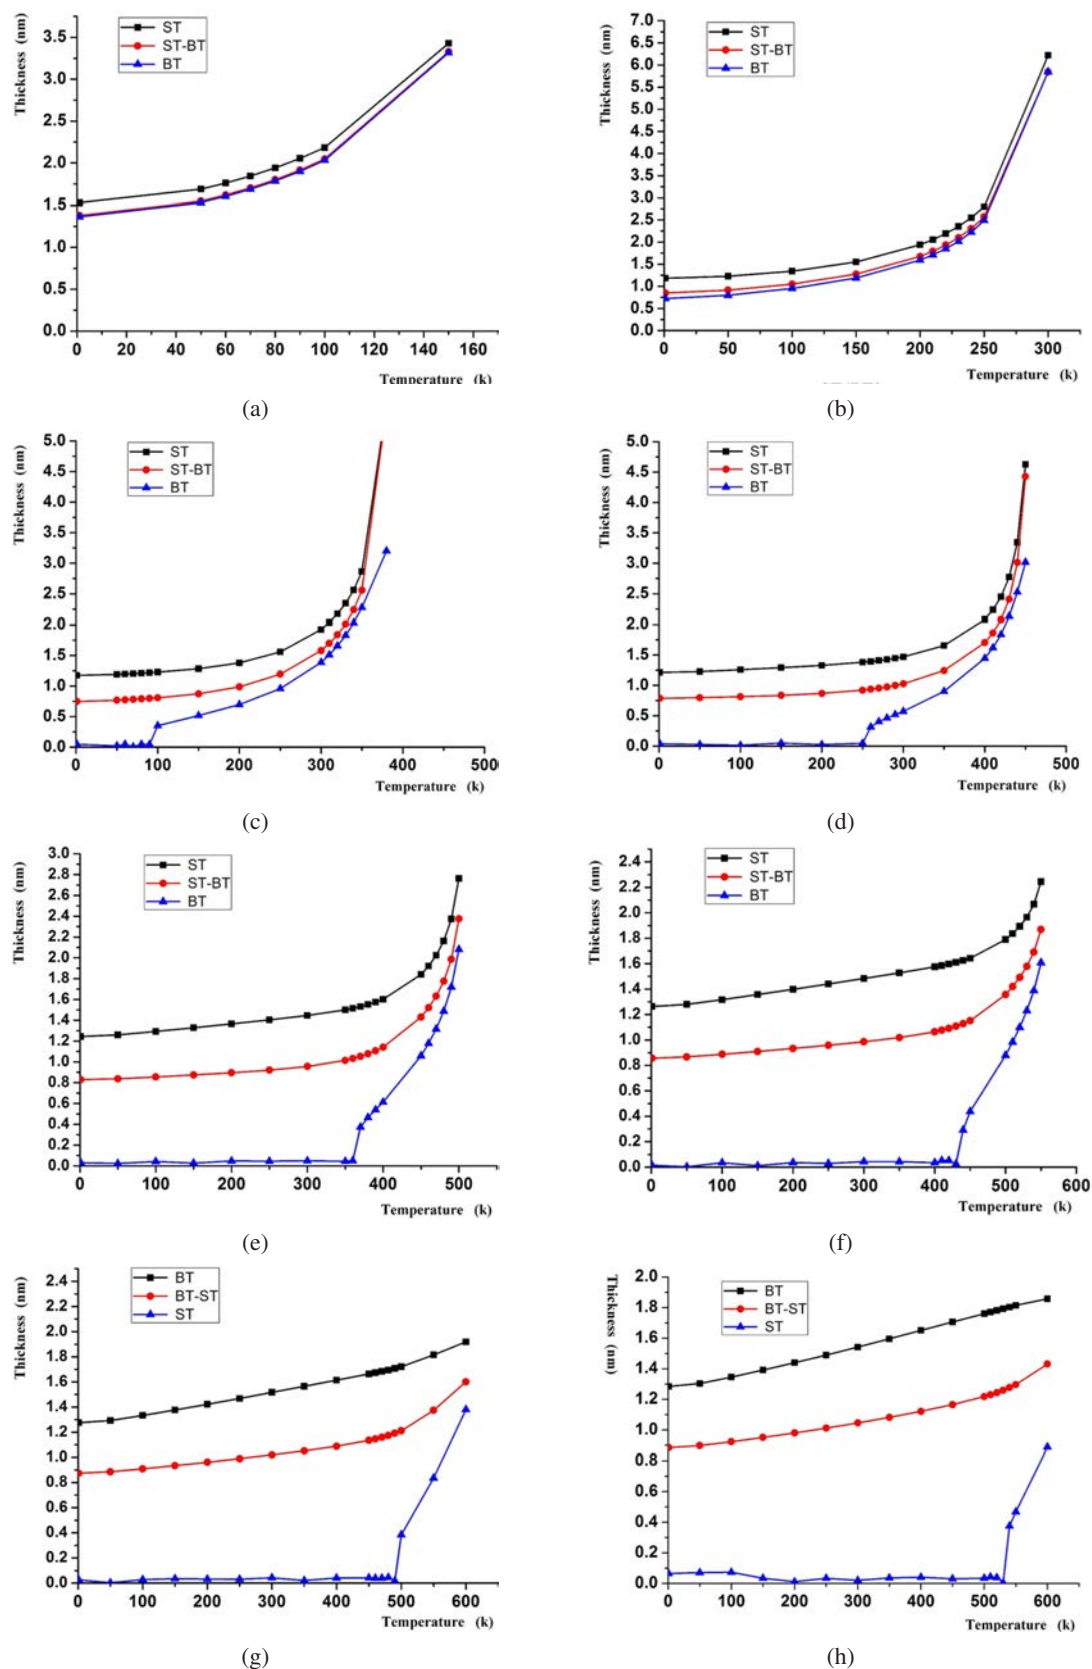 ST
ST-BT
BT
Thickness (nm)
3.5
3.0
2.5
2.0
1.5
1.0
0.5
0.0
0 20 40 60 80 100 120 140 160
Temperature (k)
(a)
ST
ST-BT
BT
Thickness (nm)
7.0
6.5
6.0
5.5
5.0
4.5
4.0
3.5
3.0
2.5
2.0
1.5
1.0
0.5
0.0
0 50 100 150 200 250 300
Temperature (k)
(b)
ST
ST-BT
BT
Thickness (nm)
5.0
4.5
4.0
3.5
3.0
2.5
2.0
1.5
1.0
0.5
0.0
0 100 200 300 400 500
Temperature (k)
(c)
ST
ST-BT
BT
Thickness (nm)
5.0
4.5
4.0
3.5
3.0
2.5
2.0
1.5
1.0
0.5
0.0
0 100 200 300 400 500
Temperature (k)
(d)
ST
ST-BT
BT
Thickness (nm)
3.0
2.8
2.6
2.4
2.2
2.0
1.8
1.6
1.4
1.2
1.0
0.8
0.6
0.4
0.2
0.0
0 100 200 300 400 500
Temperature (k)
(e)
ST
ST-BT
BT
Thickness (nm)
2.4
2.2
2.0
1.8
1.6
1.4
1.2
1.0
0.8
0.6
0.4
0.2
0.0
0 100 200 300 400 500 600
Temperature (k)
(f)
BT
BT-ST
ST
Thickness (nm)
2.4
2.2
2.0
1.8
1.6
1.4
1.2
1.0
0.8
0.6
0.4
0.2
0.0
0 100 200 300 400 500 600
Temperature (k)
(g)
BT
BT-ST
ST
Thickness (nm)
2.0
1.8
1.6
1.4
1.2
1.0
0.8
0.6
0.4
0.2
0.0
0 100 200 300 400 500 600
Temperature (k)
(h)